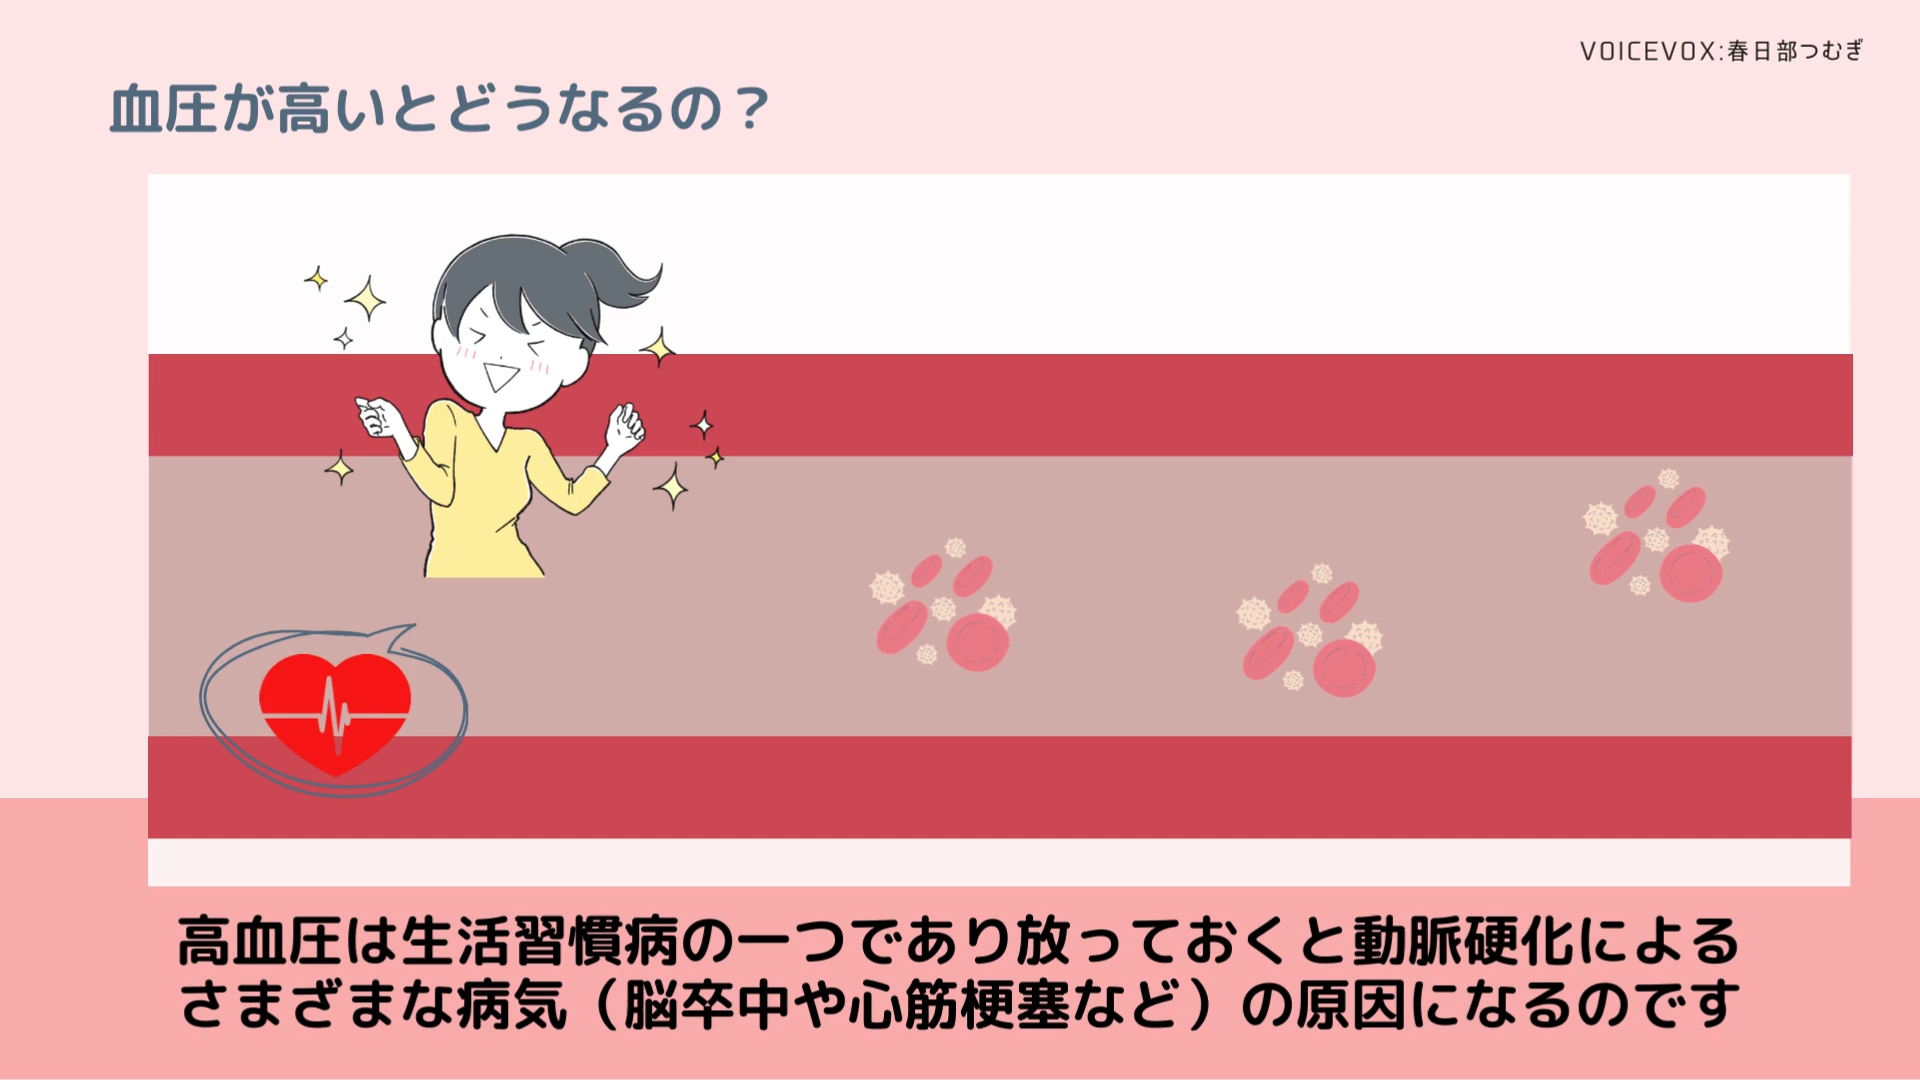 VOICEVOX:春日部つむぎ
血圧が高いとどうなるの？
高血圧は生活習慣病の一つであり放っておくと動脈硬化による
さまざまな病気（脳卒中や心筋梗塞など）の原因になるのです